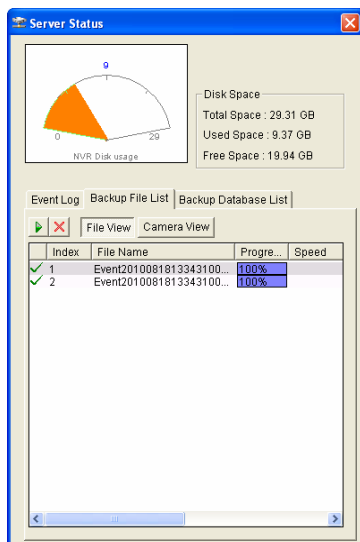 Server Status
9
0
29
NVR Disk usage
Disk Space
Total Space : 29.31 GB
Used Space : 9.37 GB
Free Space : 19.94 GB
Event Log
Backup File List
Backup Database List
File View
Camera View
Index File Name Progre... Speed
1 Event2010081813343100... 100%
2 Event2010081813343100... 100%